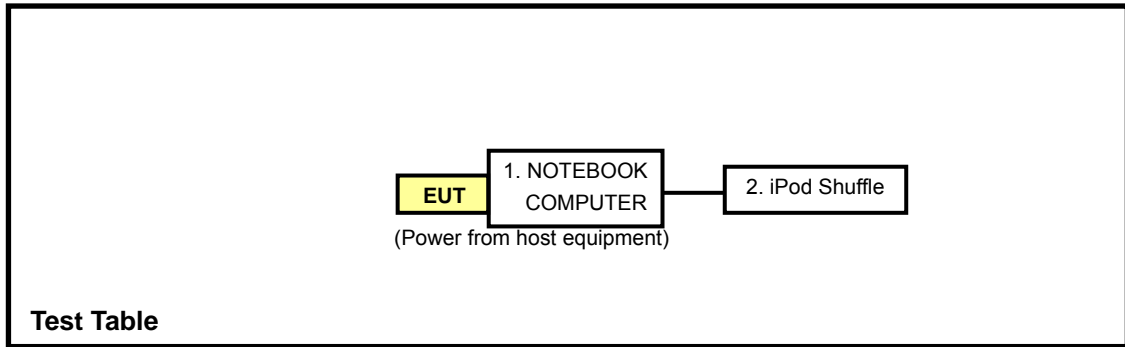 EUT
1. NOTEBOOK
COMPUTER
2. iPod Shuffle
(Power from host equipment)
Test Table